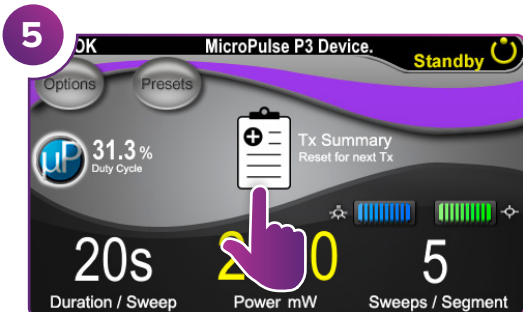 5
OK
MicroPulse P3 Device.
Standby
Options
Presets
µP
31.3 %
Duty Cycle
Tx Summary
Reset for next Tx
20s
5
Duration / Sweep
Power mW
Sweeps / Segment